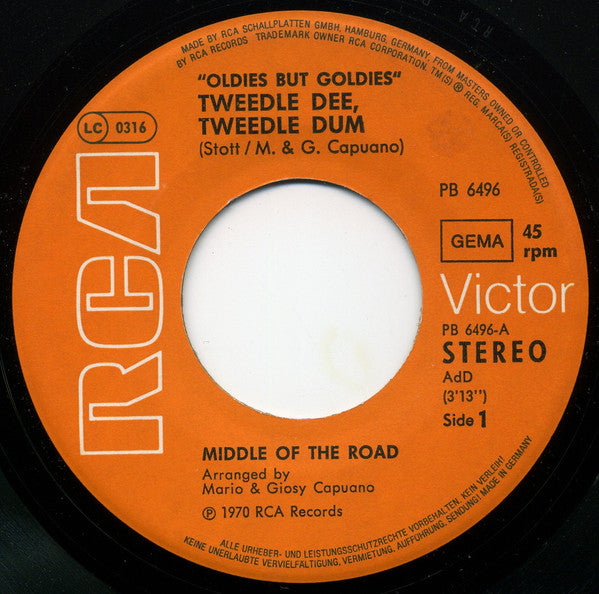 MADE BY RCA SCHALLPLATTEN GMBH, HAMBURG, GERMANY, FROM MASTERS OWNED OR CONTROLLED
BY RCA RECORDS TRADEMARK OWNER RCA CORPORATION. TM(S) ® REG. MARCA(S) REGISTRADA(S)
"OLDIES BUT GOLDIES"
TWEEDLE DEE,
TWEEDLE DUM
(Stott / M. & G. Capuano)
LC 0316
RCA
PB 6496
GEMA
45
rpm
Victor
PB 6496-A
STEREO
AdD
(3'13'')
Side 1
MIDDLE OF THE ROAD
Arranged by
Mario & Giosy Capuano
℗ 1970 RCA Records
ALLE URHEBER- UND LEISTUNGSSCHUTZRECHTE VORBEHALTEN. KEIN VERLEIH!
KEINE UNERLAUBTE VERVIELFÄLTIGUNG, VERMIETUNG, AUFFÜHRUNG, SENDUNG! MADE IN GERMANY